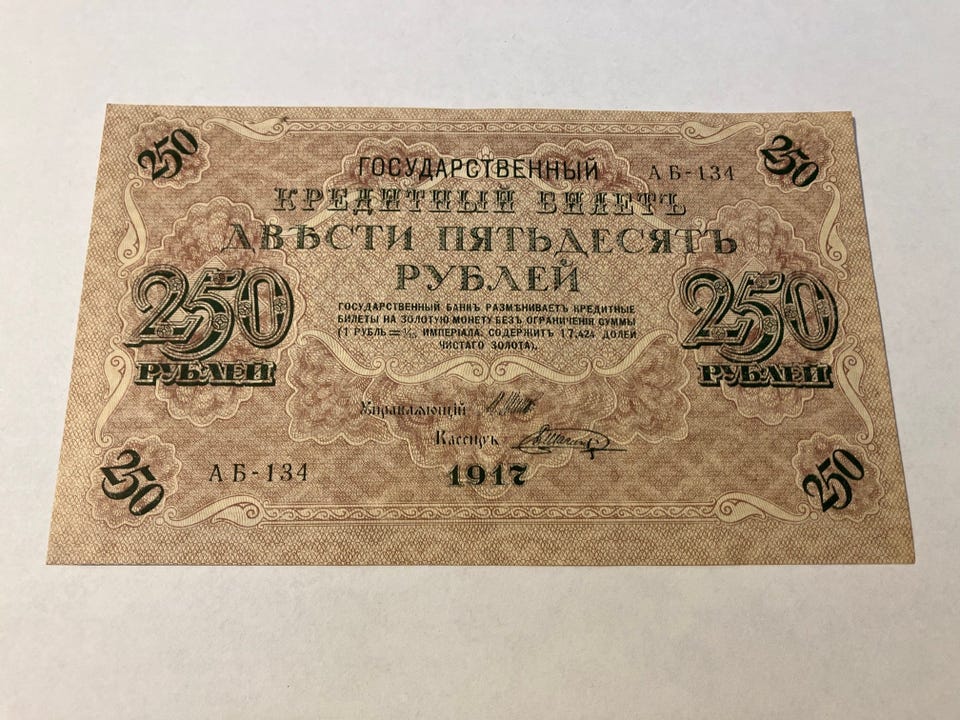 250
ГОСУДАРСТВЕННЫЙ
АБ-134
250
КРЕДИТНЫЙ БИЛЕТЪ
ДВѢСТИ ПЯТЬДЕСЯТЪ
РУБЛЕЙ
250
РУБЛЕЙ
ГОСУДАРСТВЕННЫЙ БАНКЪ РАЗМѢНИВАЕТЪ КРЕДИТНЫЕ
БИЛЕТЫ НА ЗОЛОТУЮ МОНЕТУ БЕЗЪ ОГРАНИЧЕНІЯ СУММЫ
(1 РУБЛЬ = 1/15 ИМПЕРІАЛА, СОДЕРЖИТЪ 17,424 ДОЛЕЙ
ЧИСТАГО ЗОЛОТА).
250
РУБЛЕЙ
Управляющій
Кассиръ
250
АБ-134
1917
250